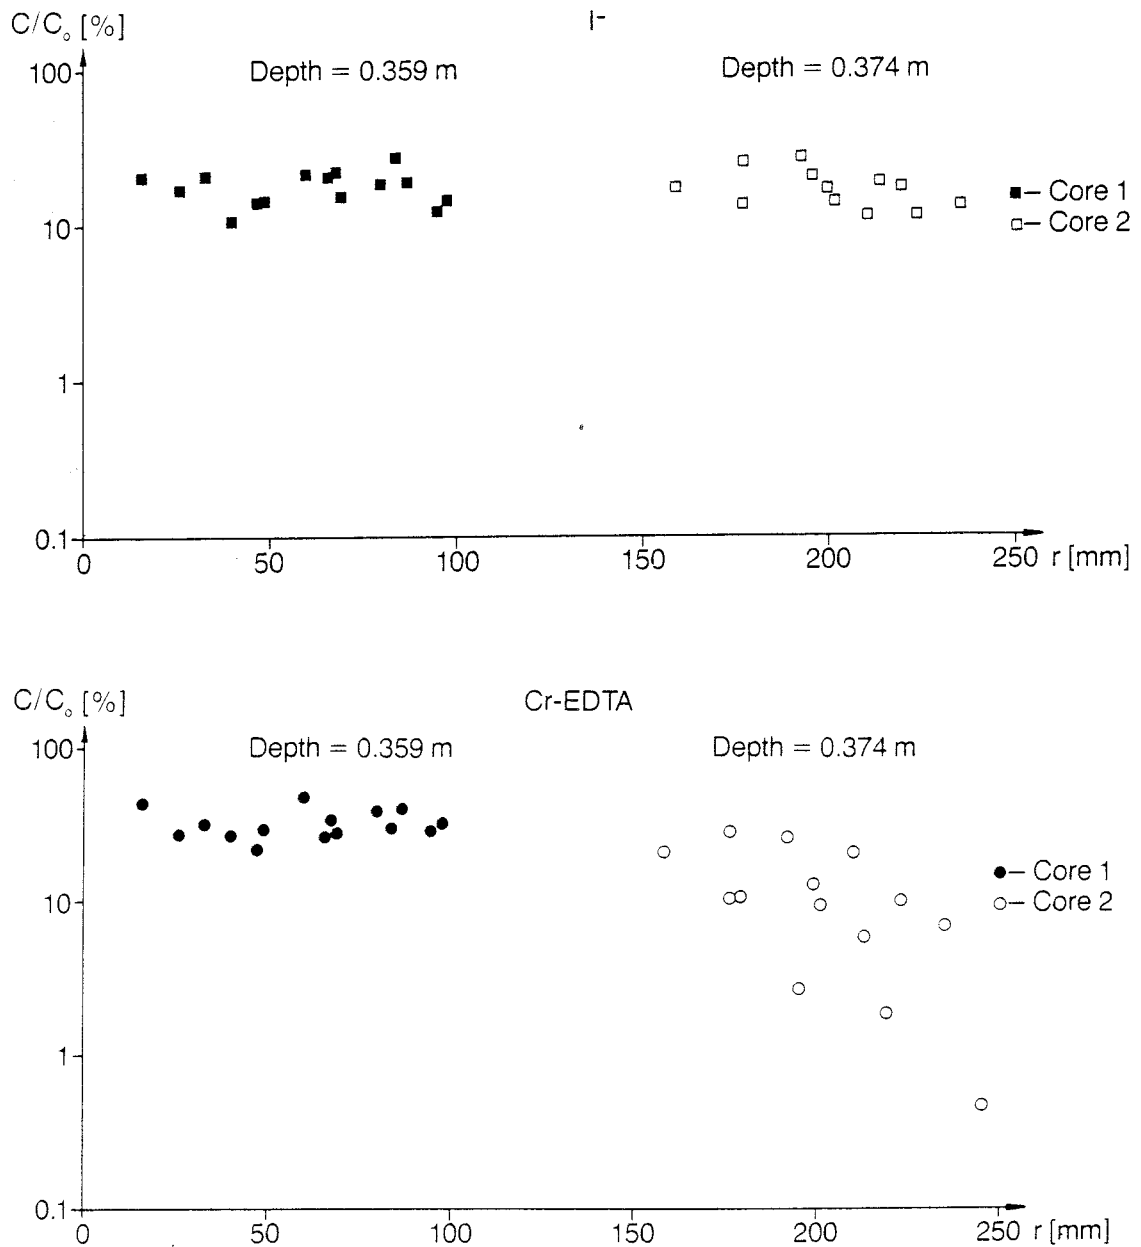 C/C₀ [%]
I⁻
Depth = 0.359 m
Depth = 0.374 m
100
10
1
0.1
Core 1
Core 2
0
50
100
150
200
250
r [mm]
C/C₀ [%]
Cr-EDTA
Depth = 0.359 m
Depth = 0.374 m
100
10
1
0.1
Core 1
Core 2
0
50
100
150
200
250
r [mm]